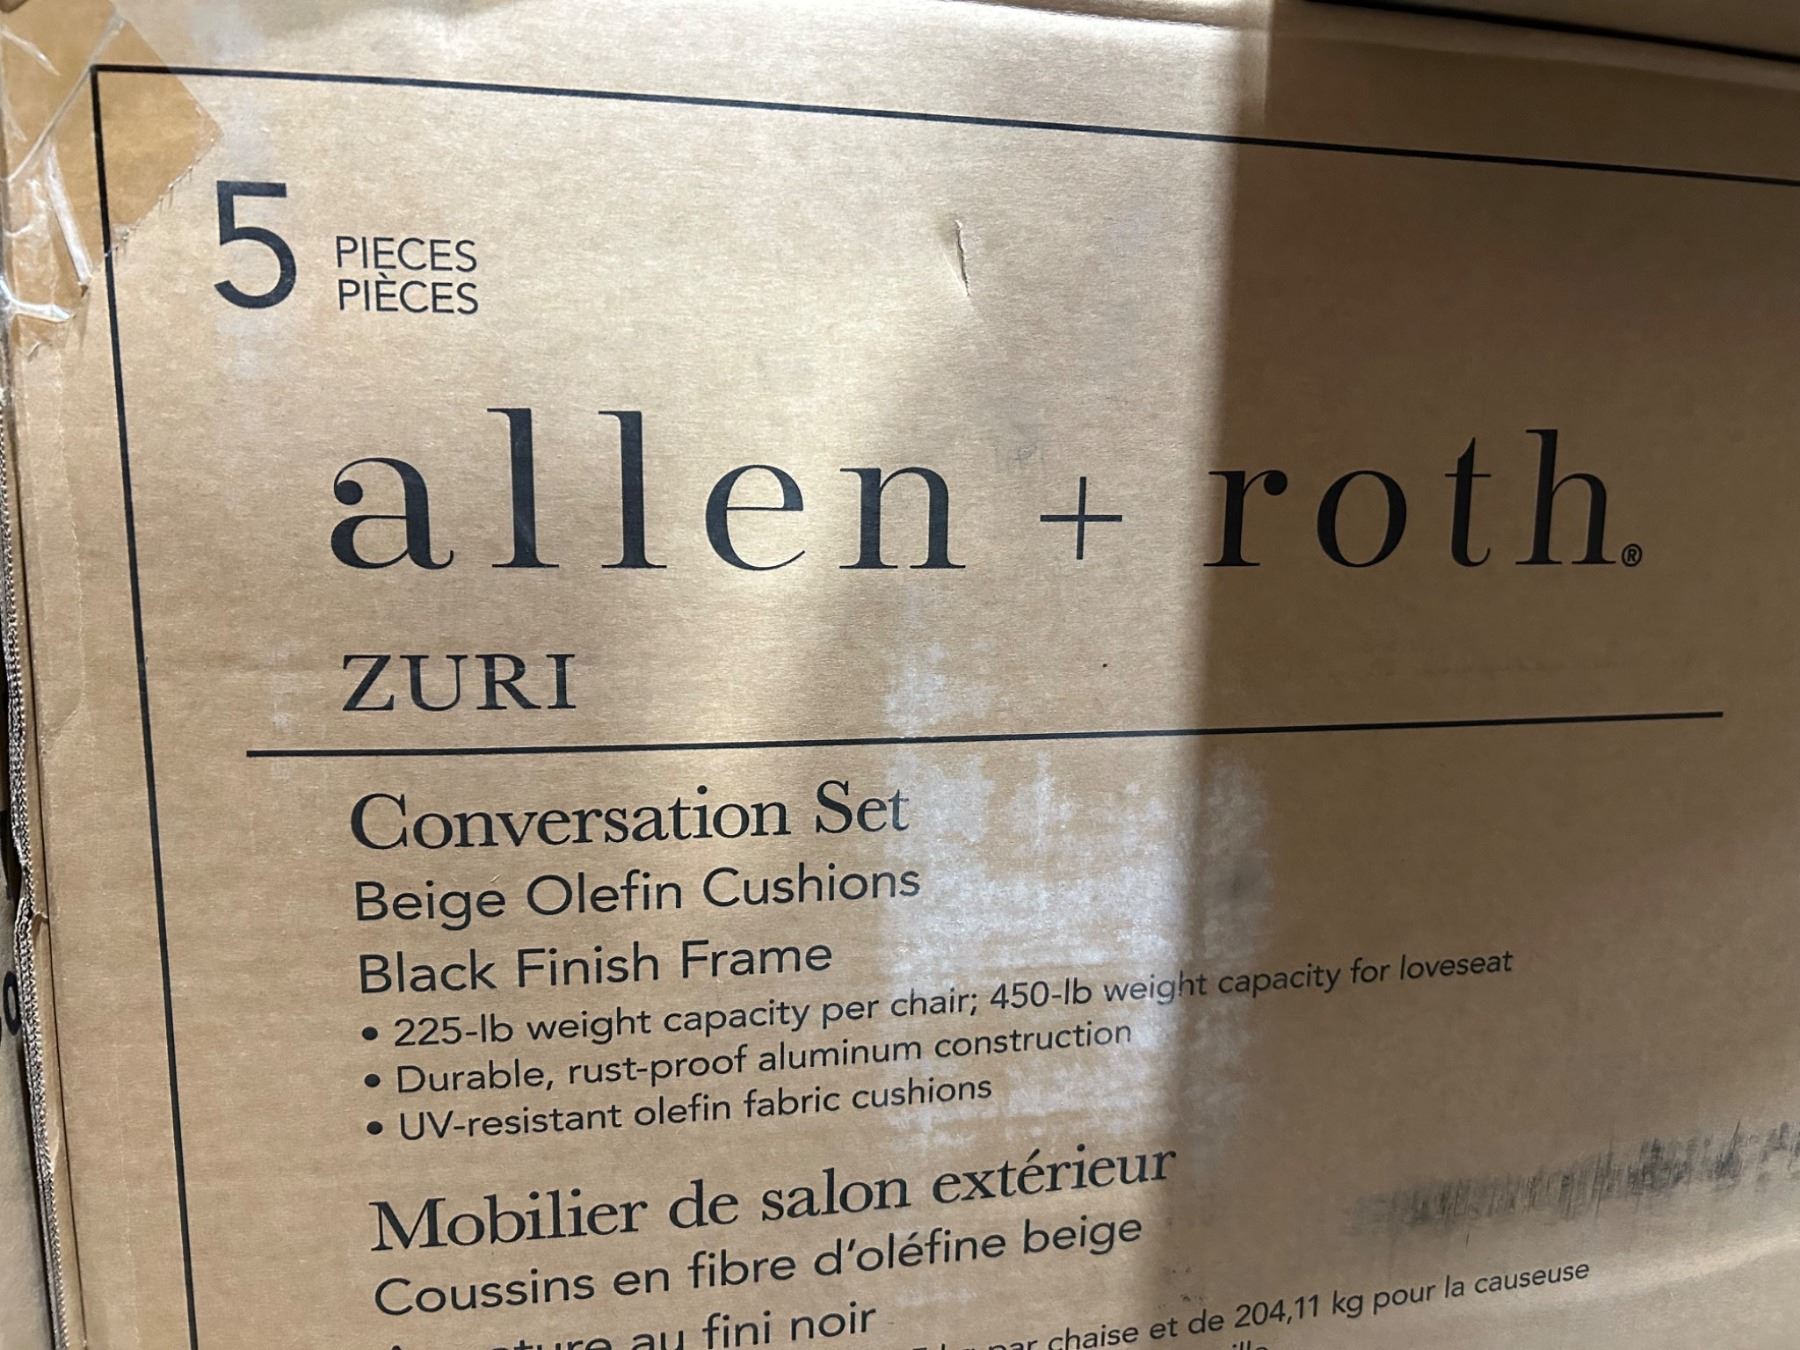 5 PIECES
PIÈCES
allen + roth®
ZURI
Conversation Set
Beige Olefin Cushions
Black Finish Frame
• 225-lb weight capacity per chair; 450-lb weight capacity for loveseat
• Durable, rust-proof aluminum construction
• UV-resistant olefin fabric cushions
Mobilier de salon extérieur
Coussins en fibre d'oléfine beige
au fini noir
par chaise et de 204,11 kg pour la causeuse